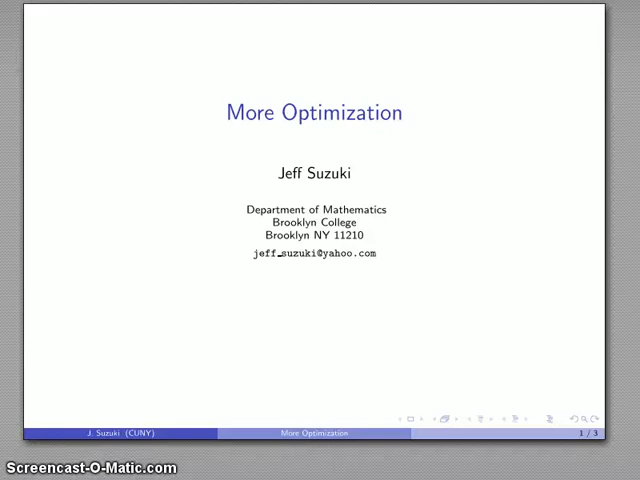 More Optimization
Jeff Suzuki
Department of Mathematics
Brooklyn College
Brooklyn NY 11210
jeff_suzuki@yahoo.com
J. Suzuki (CUNY)
More Optimization
1 / 3
Screencast-O-Matic.com